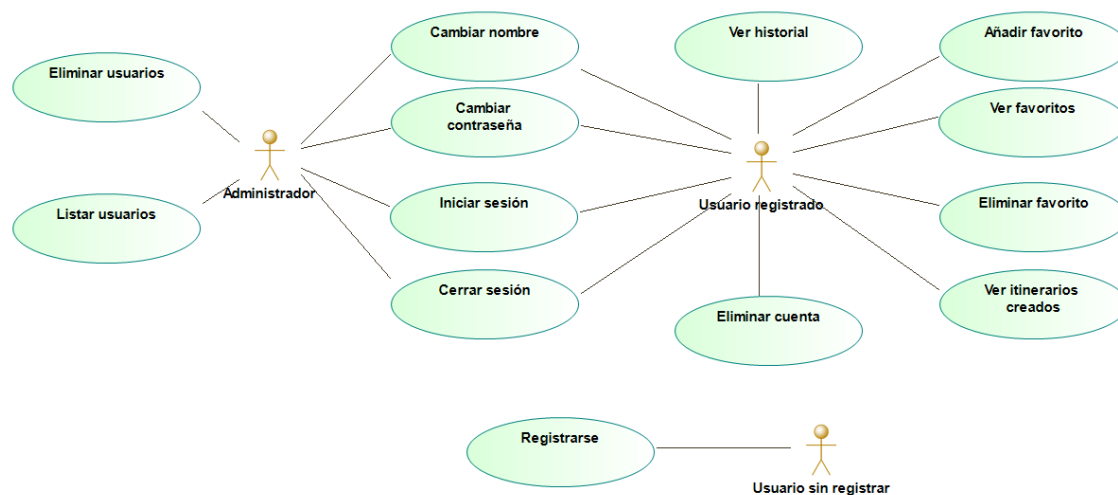 Cambiar nombre
Ver historial
Añadir favorito
Eliminar usuarios
Cambiar
contraseña
Ver favoritos
Administrador
Usuario registrado
Listar usuarios
Iniciar sesión
Eliminar favorito
Cerrar sesión
Eliminar cuenta
Ver itinerarios
creados
Registrarse
Usuario sin registrar